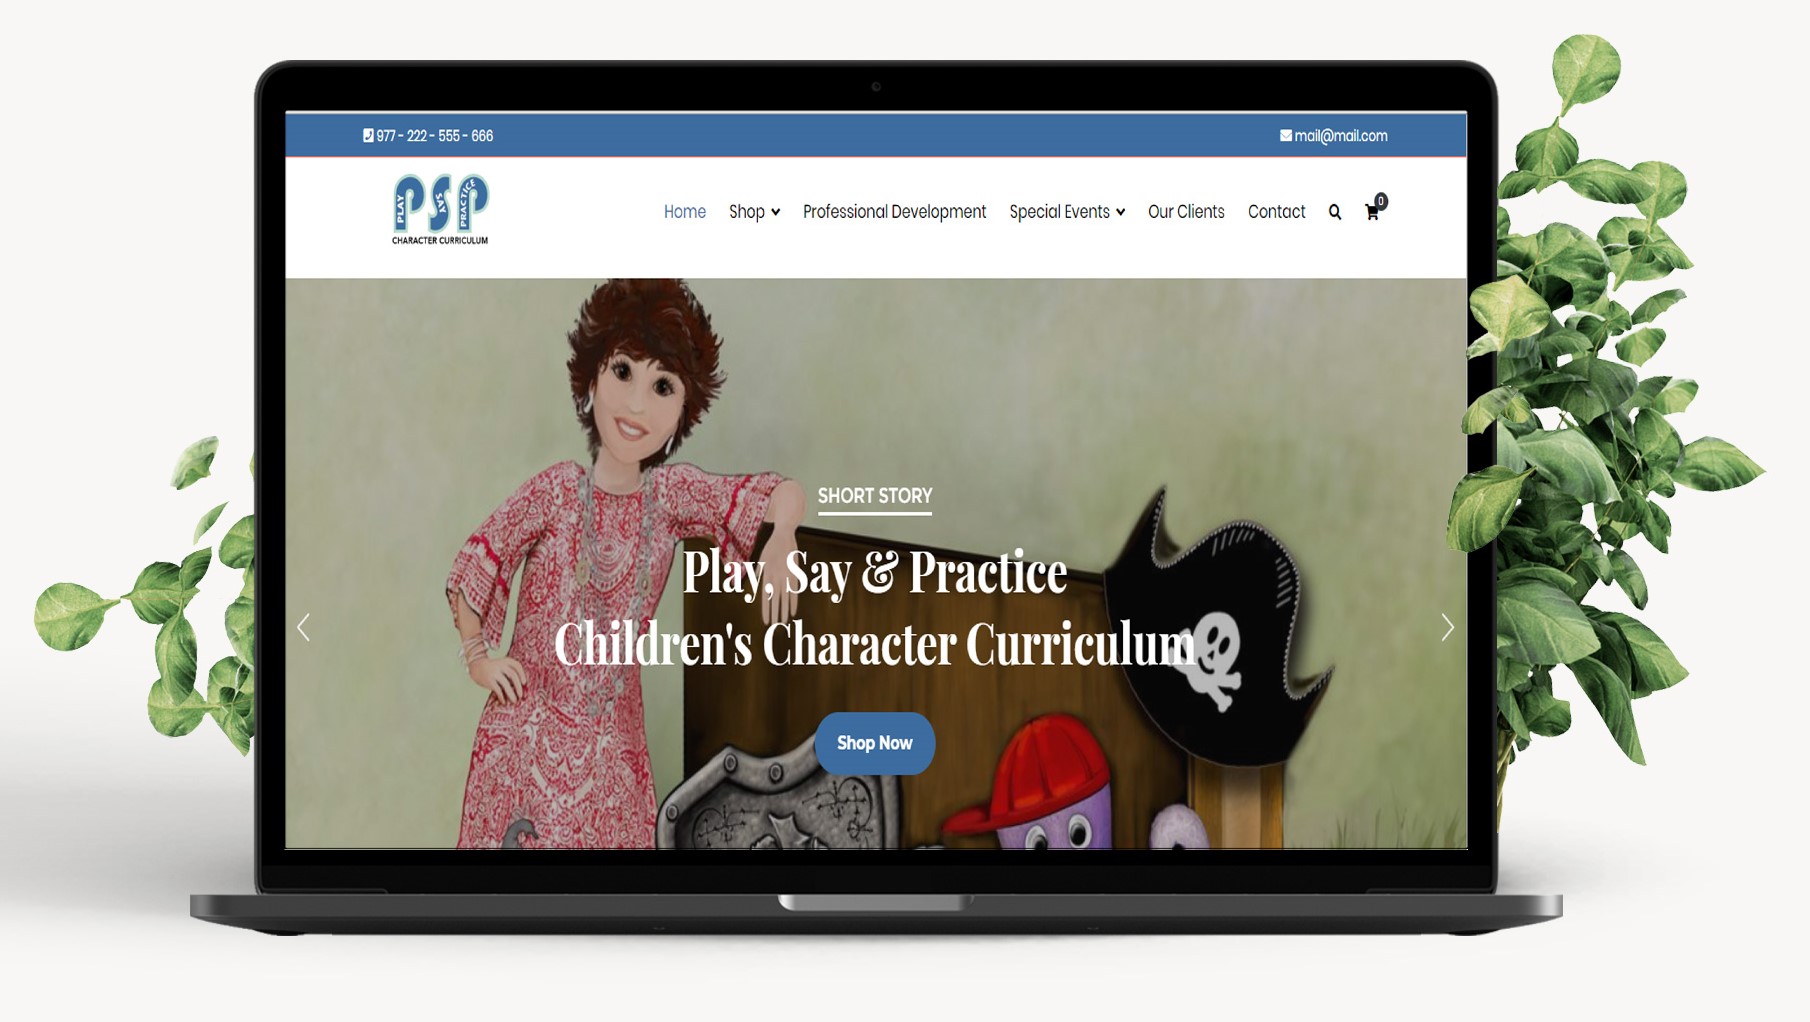 977 - 222 - 555 - 666
mail@mail.com
PLAY SAY PRACTICE
PSP
CHARACTER CURRICULUM
Home Shop Professional Development Special Events Our Clients Contact 0
SHORT STORY
Play, Say & Practice
Children's Character Curriculum
Shop Now